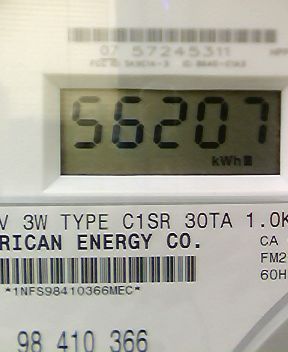 07 57245311
56207
kWh
V 3W TYPE C1SR 30TA 1.0K
RICAN ENERGY CO.
CA
FM2
60H
*1NFS98410366MEC*
98 410 366